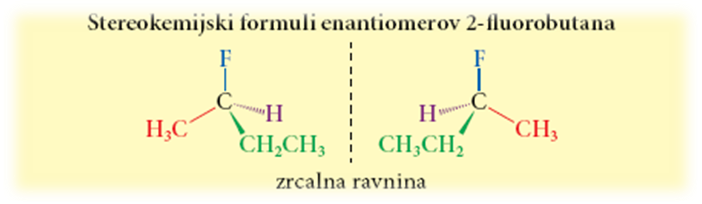 Stereokemijski formuli enantiomerov 2-fluorobutana
F F
C H H C
H₃C CH₃
CH₂CH₃ CH₃CH₂
zrcalna ravnina